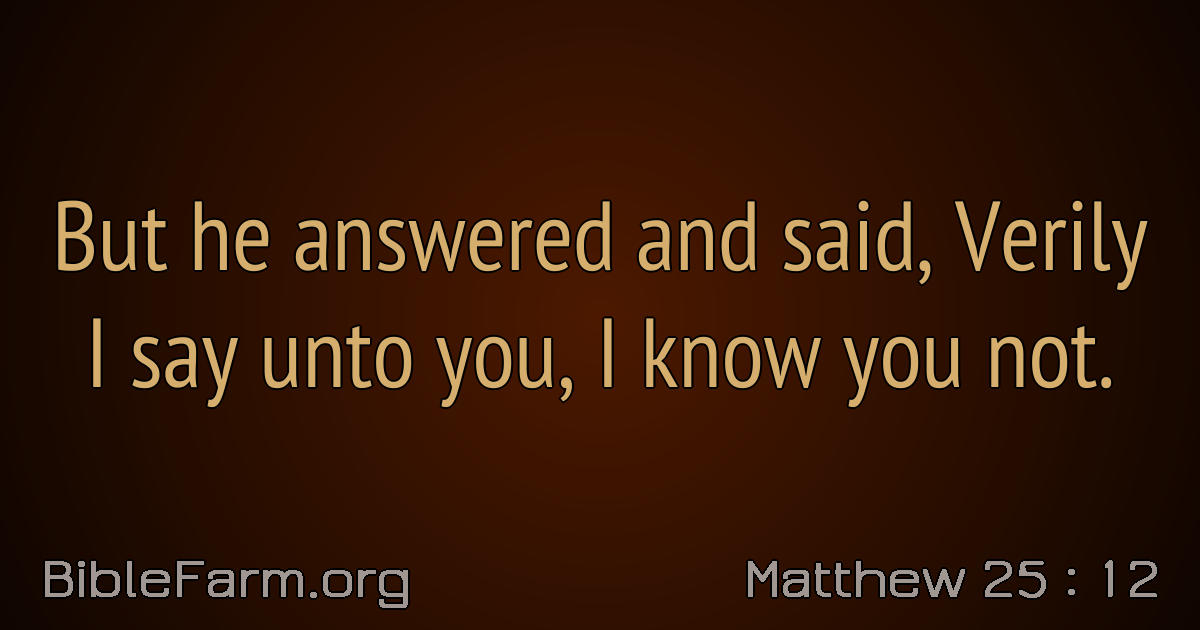 But he answered and said, Verily
I say unto you, I know you not.
BibleFarm.org
Matthew 25 : 12